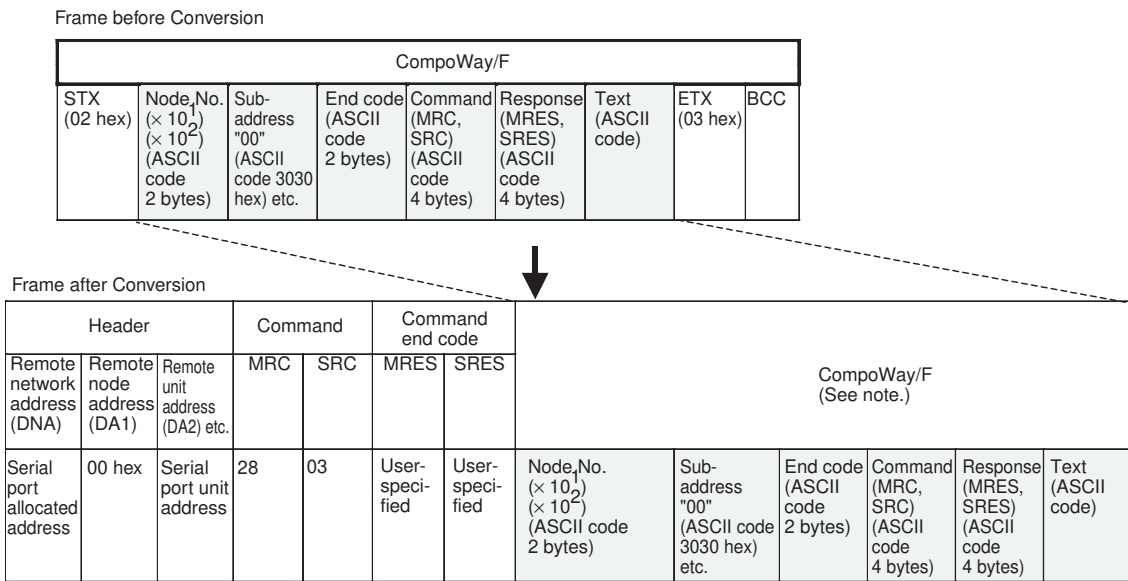 Frame before Conversion
CompoWay/F
STX
(02 hex)
Node No.
(× 10¹)
(× 10²)
(ASCII
code
2 bytes)
Sub-
address
"00"
(ASCII
code 3030
hex) etc.
End code
(ASCII
code
2 bytes)
Command
(MRC,
SRC)
(ASCII
code
4 bytes)
Response
(MRES,
SRES)
(ASCII
code
4 bytes)
Text
(ASCII
code)
ETX
(03 hex)
BCC
Frame after Conversion
Header
Command
Command
end code
CompoWay/F
(See note.)
Remote
network
address
(DNA)
Remote
node
address
(DA1)
Remote
unit
address
(DA2) etc.
MRC
SRC
MRES
SRES
Serial
port
allocated
address
00 hex
Serial
port unit
address
28
03
User-
speci-
fied
User-
speci-
fied
Node No.
(× 10¹)
(× 10²)
(ASCII code
2 bytes)
Sub-
address
"00"
(ASCII code
3030 hex)
etc.
End code
(ASCII
code
2 bytes)
Command
(MRC,
SRC)
(ASCII
code
4 bytes)
Response
(MRES,
SRES)
(ASCII
code
4 bytes)
Text
(ASCII
code)